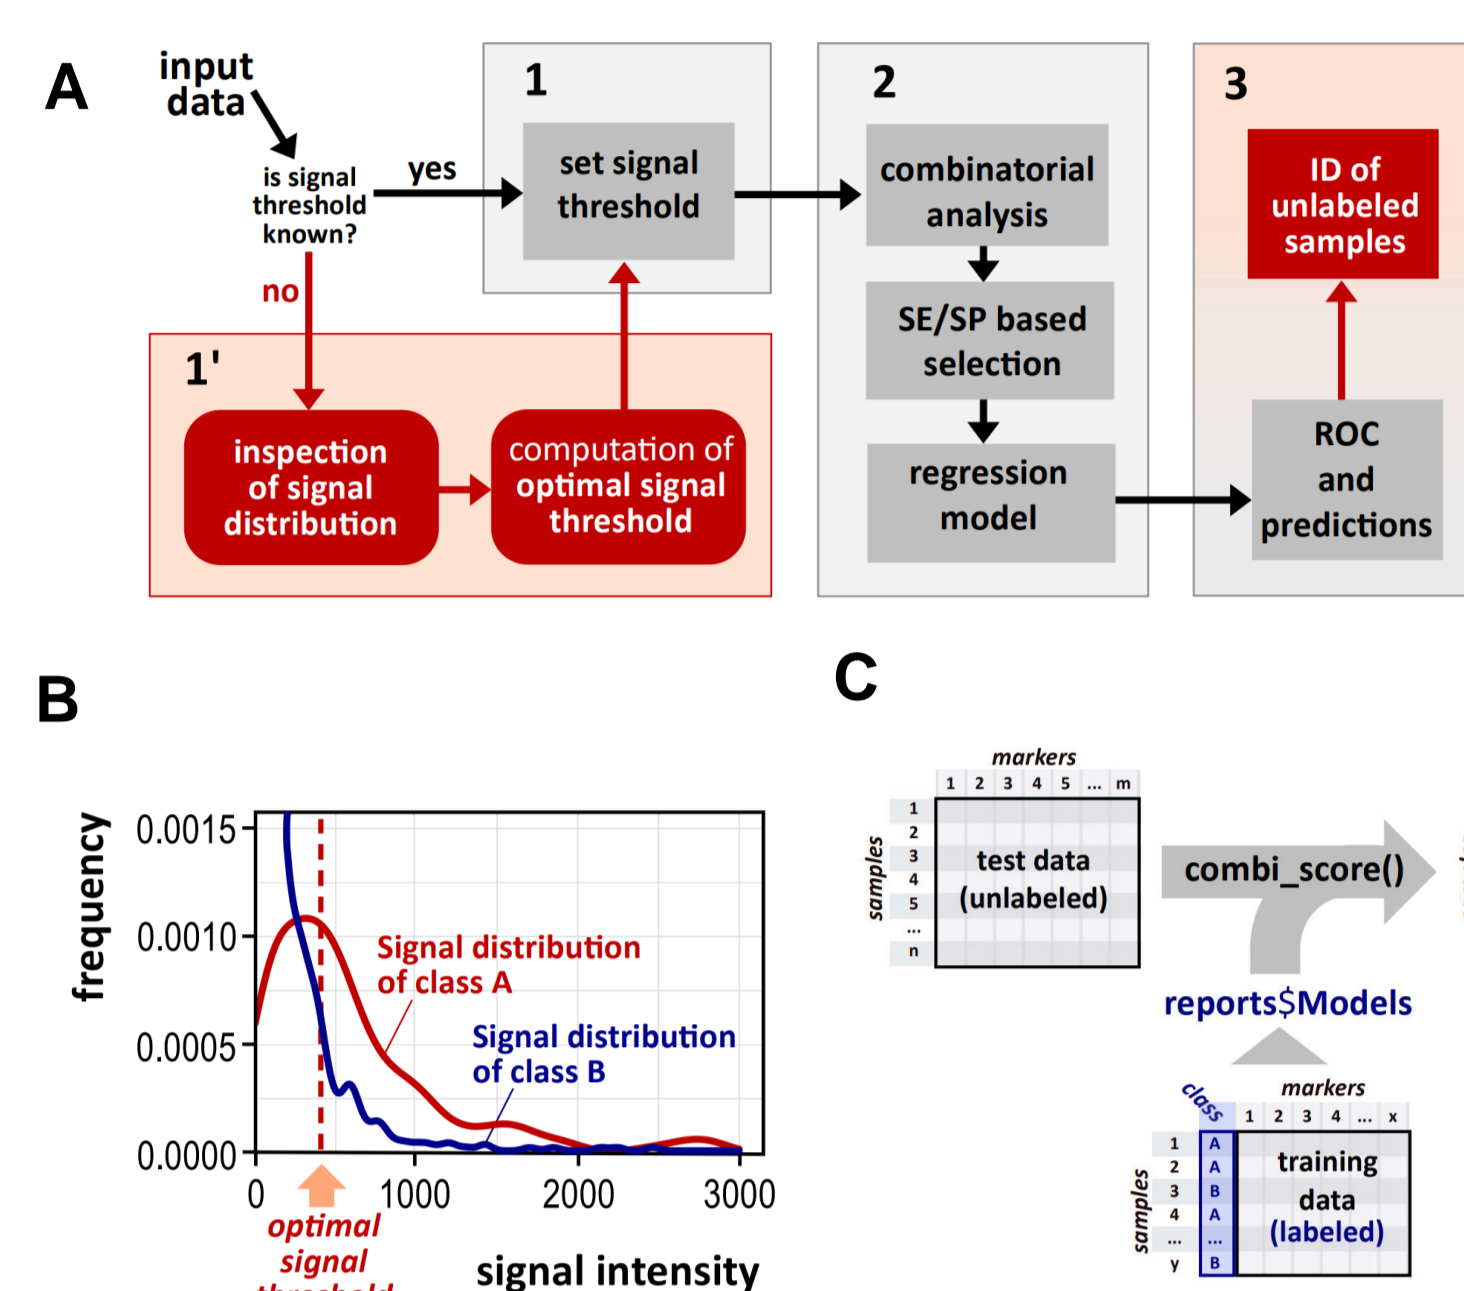 A
input
data
is signal
threshold
known?
yes
no
1
set signal
threshold
1'
inspection
of signal
distribution
computation of
optimal signal
threshold
2
combinatorial
analysis
SE/SP based
selection
regression
model
3
ID of
unlabeled
samples
ROC
and
predictions
B
frequency
0.0015
0.0010
0.0005
0.0000
0
1000
2000
3000
Signal distribution
of class A
Signal distribution
of class B
optimal
signal
threshold
signal intensity
C
markers
1 2 3 4 5 ... m
samples
1
2
3
4
5
...
n
test data
(unlabeled)
combi_score()
reports$Models
class
markers
1 2 3 4 ... x
samples
1 A
2 A
3 B
4 A
... ...
y B
training
data
(labeled)